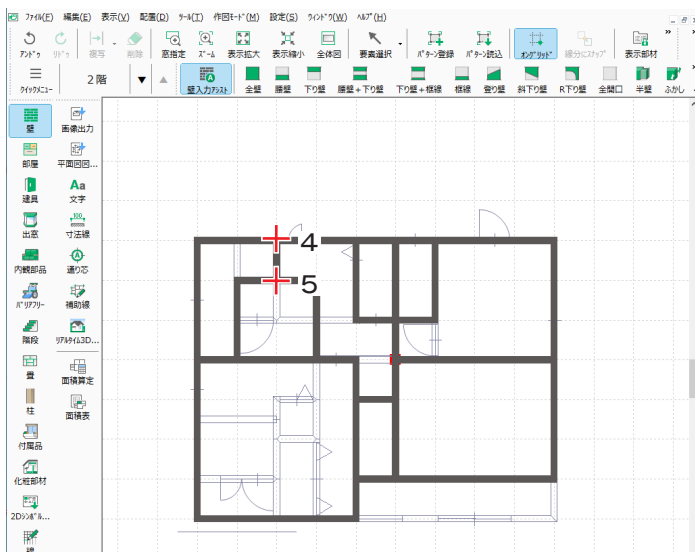 ファイル(F) 編集(E) 表示(V) 配置(D) ツール(T) 作図モード(M) 設定(S) ウィンドウ(W) ヘルプ(H)
アンドゥ リドゥ 複写 削除 窓指定 ズーム 表示拡大 表示縮小 全体図 要素選択 パターン登録 パターン読込 オングリッド 線分にスナップ 表示部材
クイックメニュー 2 階 壁入力アシスト 全壁 腰壁 下り壁 腰壁+下り壁 下り壁+框線 框線 登り壁 斜下り壁 R下り壁 全開口 半壁 ふかし
壁 画像出力
部屋 平面図図...
建具 文字
出窓 寸法線
100
Aa
内観部品 通り芯
A
バリアフリー 補助線
階段 リアルタイム3D...
畳 面積算定
柱 面積表
付属品
化粧部材
2Dシンボル...
線
4
5